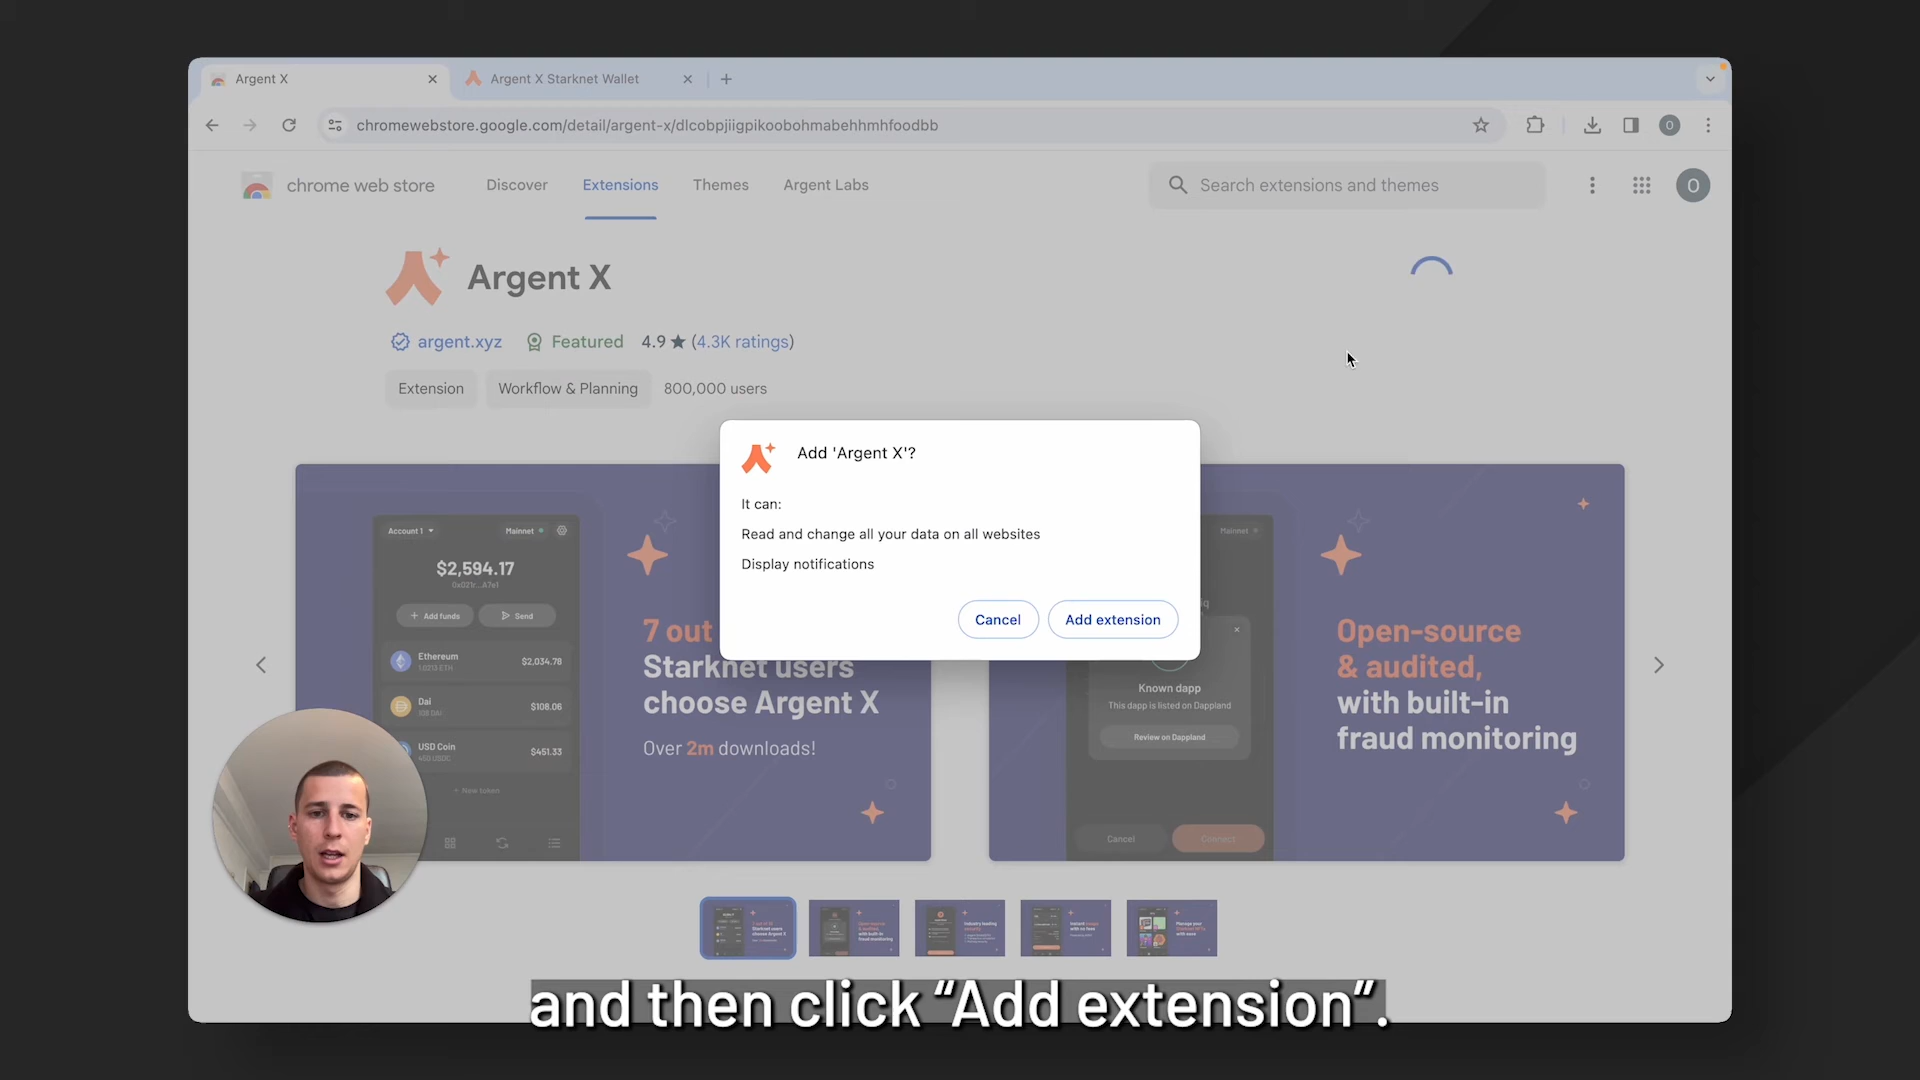 Argent X
Argent X Starknet Wallet
chromewebstore.google.com/detail/argent-x/dlcobpjiigpikoobohmabehhmhfoodbb
O
chrome web store
Discover
Extensions
Themes
Argent Labs
Search extensions and themes
O
Argent X
argent.xyz
Featured
4.9 ★ (4.3K ratings)
Extension
Workflow & Planning
800,000 users
Add 'Argent X'?
It can:
Read and change all your data on all websites
Display notifications
Cancel
Add extension
Account 1
Mainnet
$2,594.17
Add funds
Send
Ethereum
$2,034.78
Dai
$108.06
USD Coin
$451.33
+ New token
7 out
Starknet users
choose Argent X
Over 2m downloads!
Mainnet
Known dapp
This dapp is listed on Dappland
Review on Dappland
Cancel
Connect
Open-source
& audited,
with built-in
fraud monitoring
and then click “Add extension”.